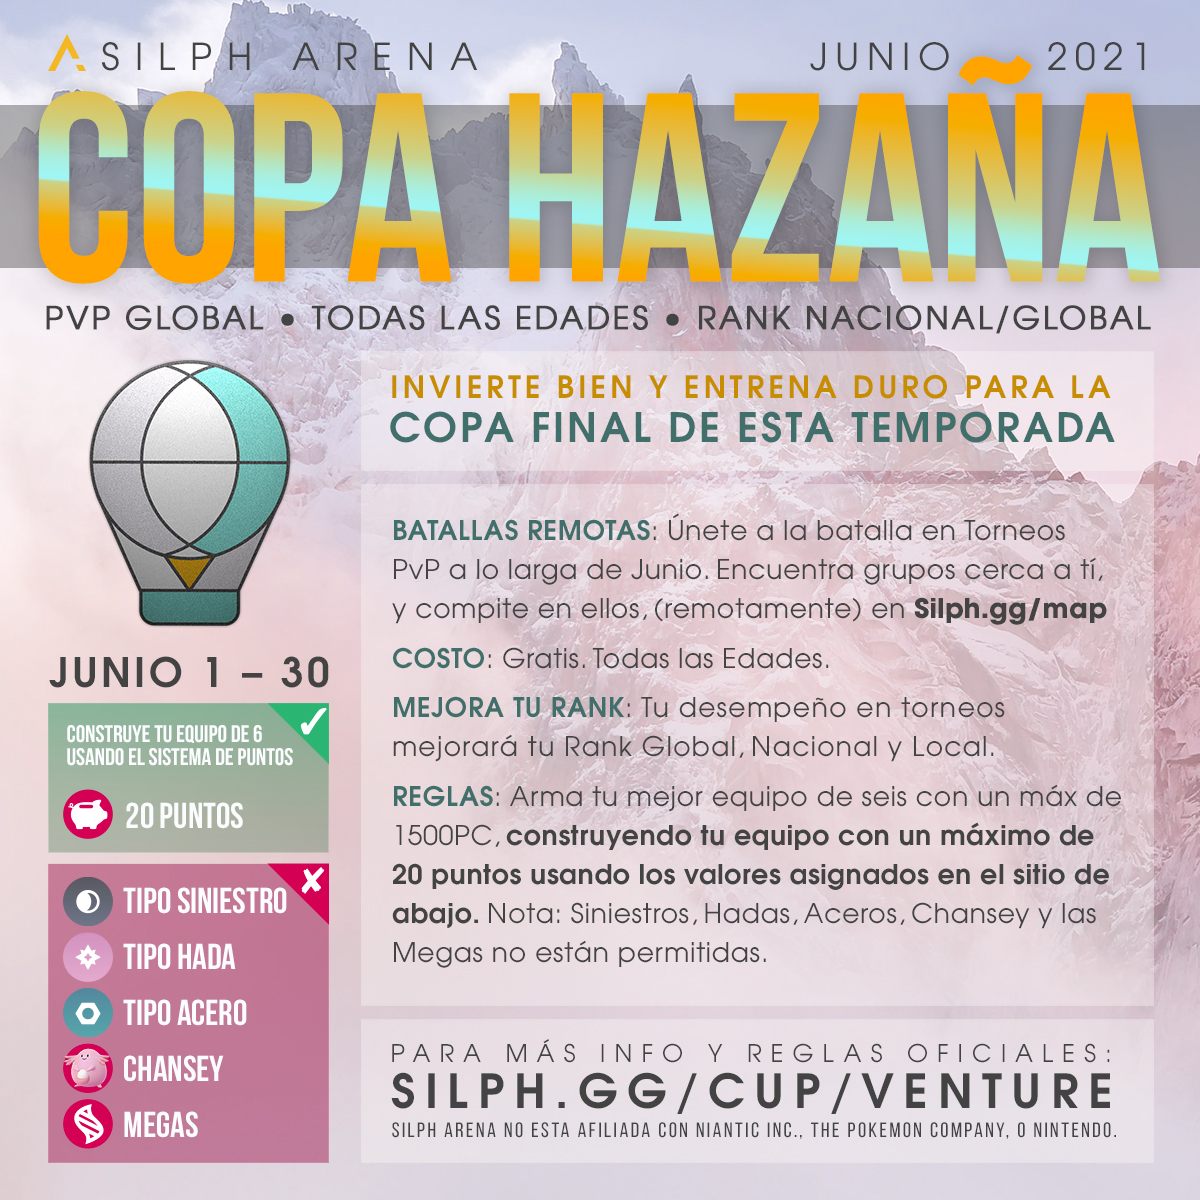 SILPH ARENA
JUNIO 2021
COPA HAZAÑA
PVP GLOBAL • TODAS LAS EDADES • RANK NACIONAL/GLOBAL
INVIERTE BIEN Y ENTRENA DURO PARA LA
COPA FINAL DE ESTA TEMPORADA
JUNIO 1 – 30
CONSTRUYE TU EQUIPO DE 6
USANDO EL SISTEMA DE PUNTOS
20 PUNTOS
TIPO SINIESTRO
TIPO HADA
TIPO ACERO
CHANSEY
MEGAS
BATALLAS REMOTAS: Únete a la batalla en Torneos
PvP a lo larga de Junio. Encuentra grupos cerca a tí,
y compite en ellos, (remotamente) en Silph.gg/map
COSTO: Gratis. Todas las Edades.
MEJORA TU RANK: Tu desempeño en torneos
mejorará tu Rank Global, Nacional y Local.
REGLAS: Arma tu mejor equipo de seis con un máx de
1500PC, construyendo tu equipo con un máximo de
20 puntos usando los valores asignados en el sitio de
abajo. Nota: Siniestros, Hadas, Aceros, Chansey y las
Megas no están permitidas.
PARA MÁS INFO Y REGLAS OFICIALES:
SILPH.GG/CUP/VENTURE
SILPH ARENA NO ESTA AFILIADA CON NIANTIC INC., THE POKEMON COMPANY, O NINTENDO.